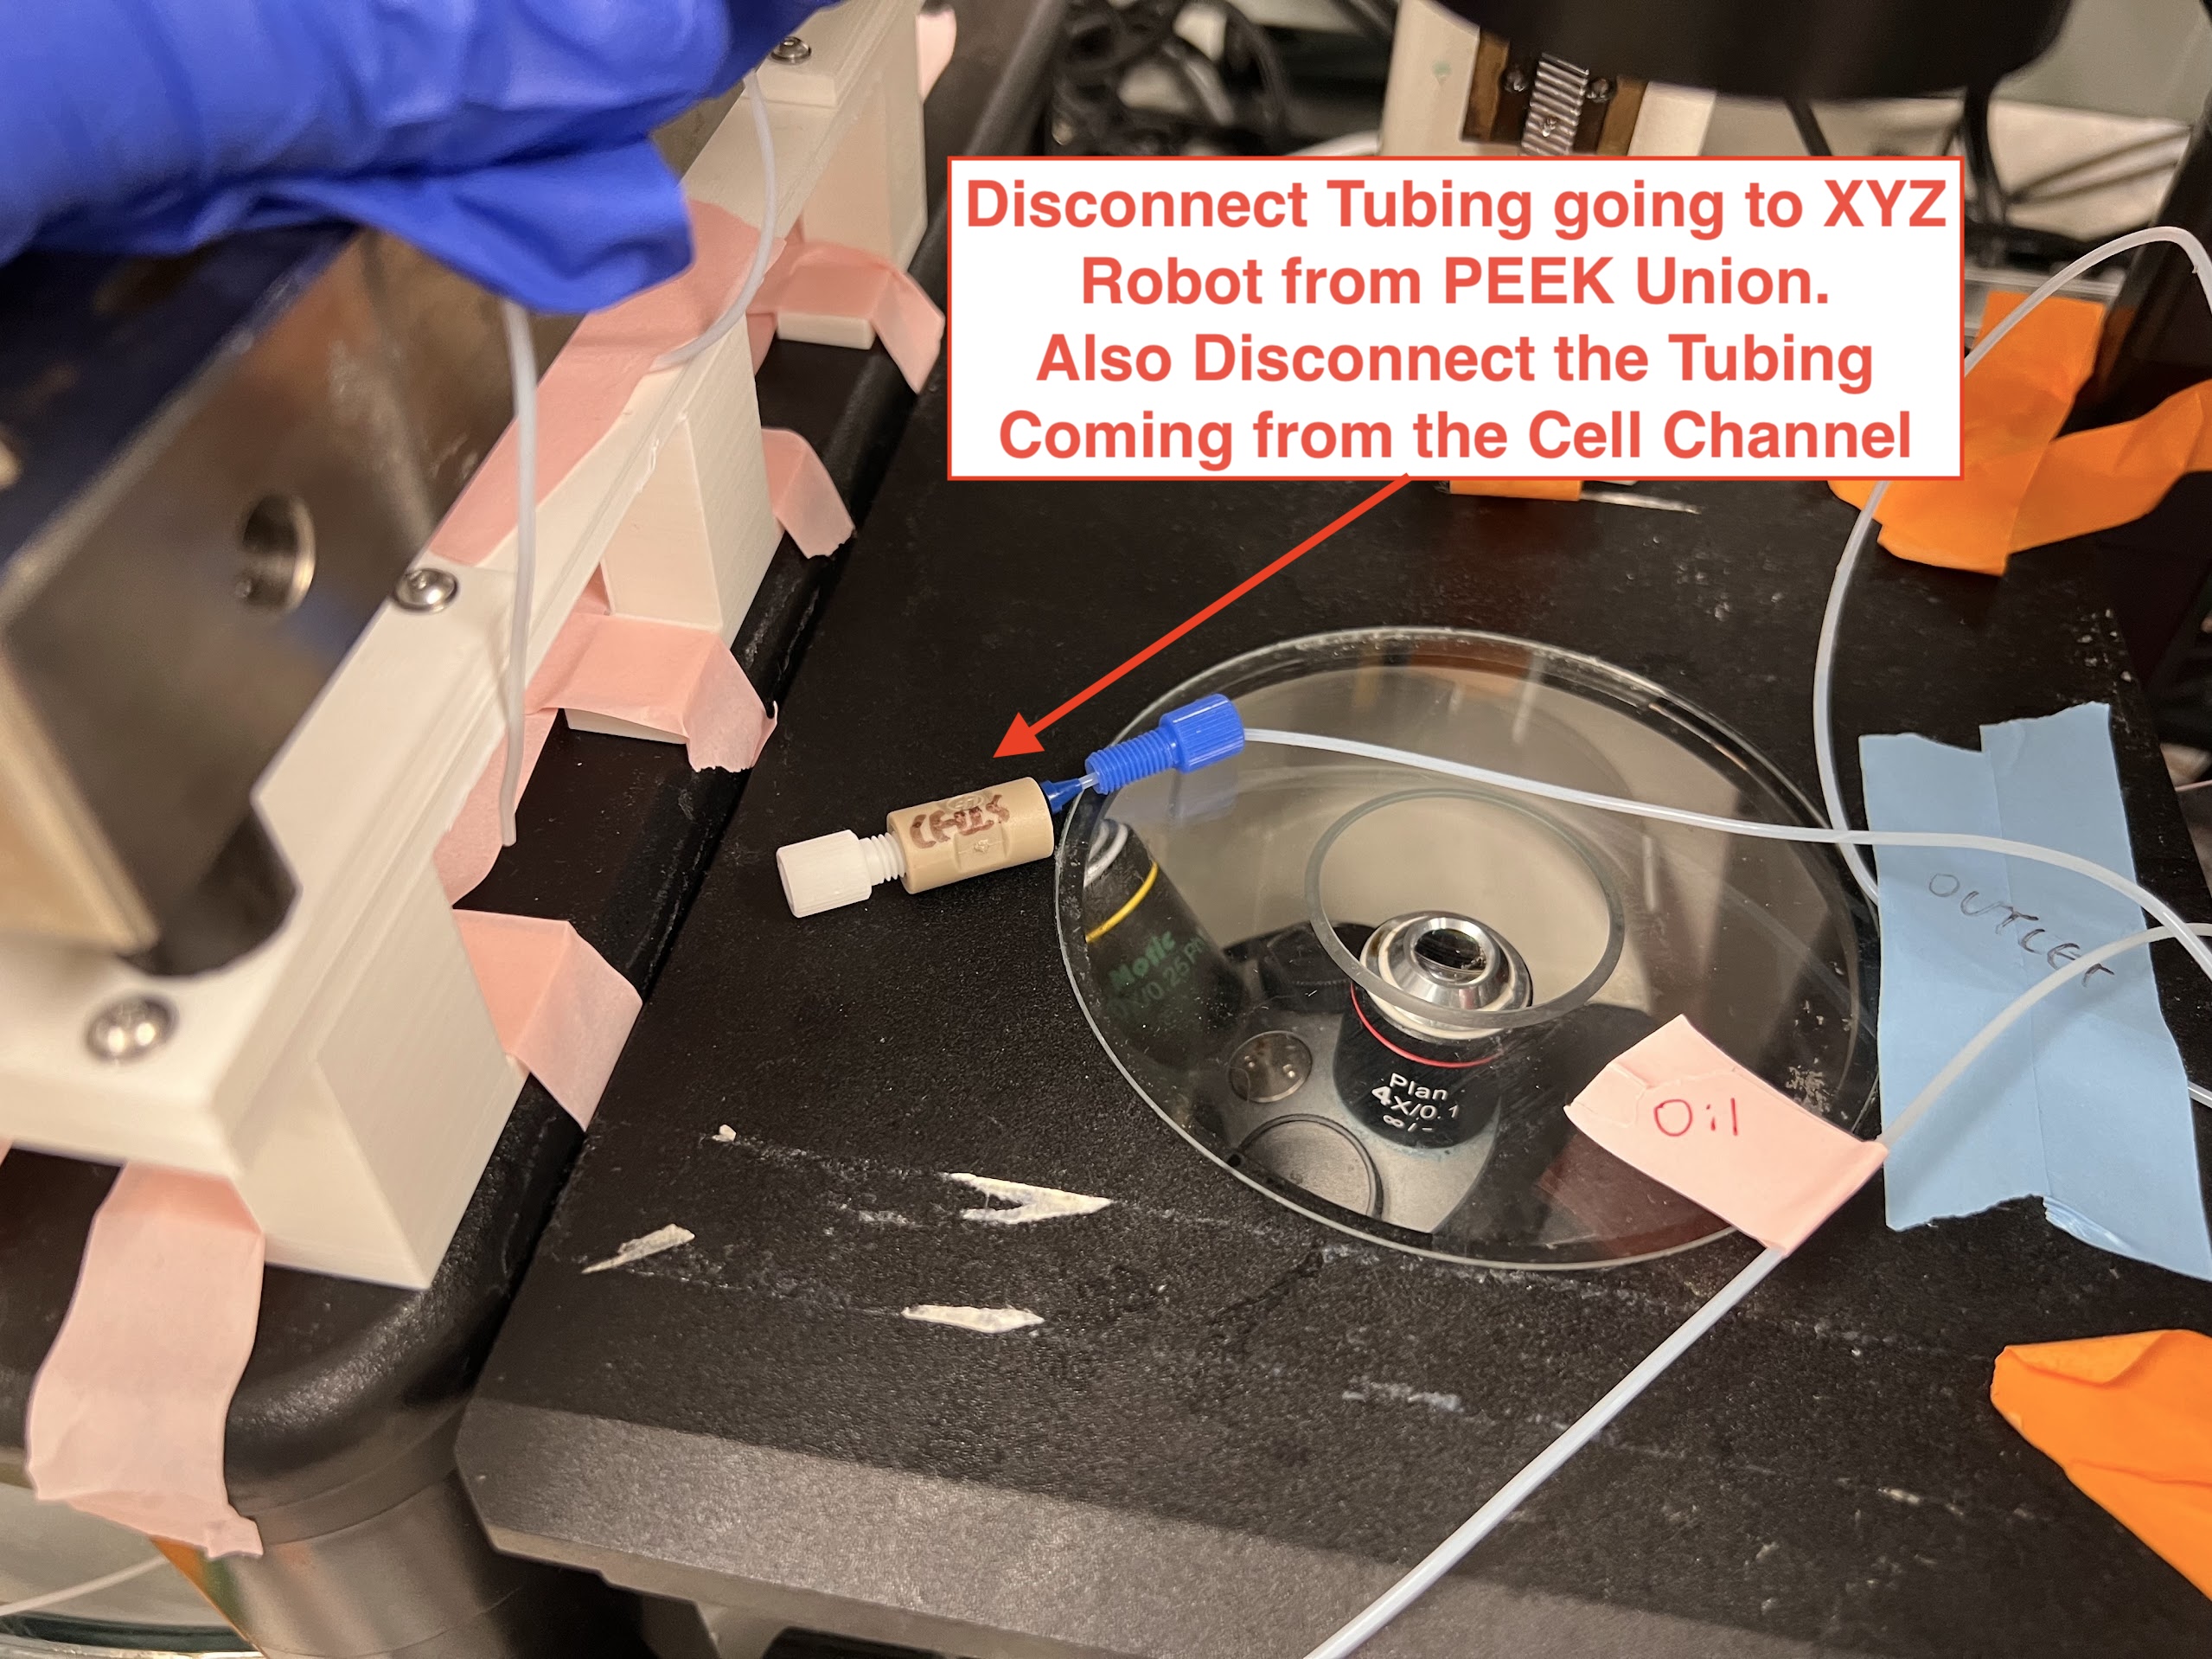 Disconnect Tubing going to XYZ
Robot from PEEK Union.
Also Disconnect the Tubing
Coming from the Cell Channel
OUTLET
Motic
Plan
4X/0.1
∞/-
Oil